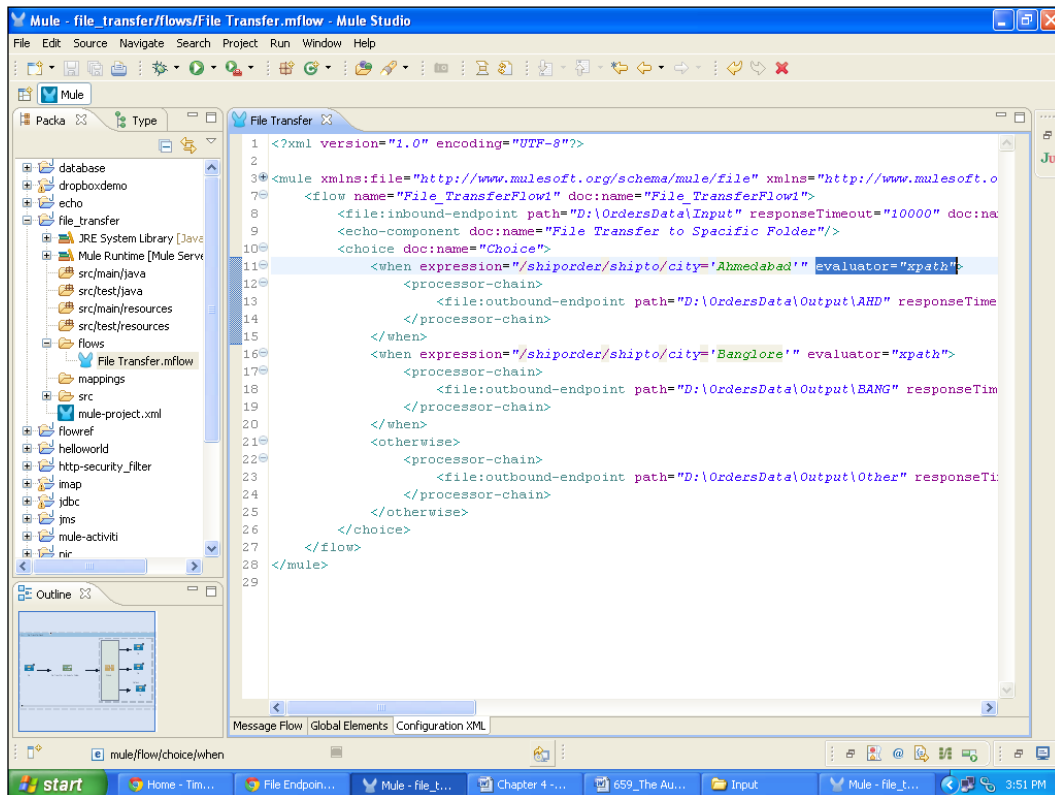 Mule - file_transfer/flows/File Transfer.mflow - Mule Studio
File Edit Source Navigate Search Project Run Window Help
Mule
Packa
Type
database
dropboxdemo
echo
file_transfer
JRE System Library [Java
Mule Runtime [Mule Serve
src/main/java
src/test/java
src/main/resources
src/test/resources
flows
File Transfer.mflow
mappings
src
mule-project.xml
flowref
helloworld
http-security_filter
imap
jdbc
jms
mule-activiti
Outline
File Transfer
1 <?xml version="1.0" encoding="UTF-8"?>
2
3 <mule xmlns:file="http://www.mulesoft.org/schema/mule/file" xmlns="http://www.mulesoft.o
7 <flow name="File_TransferFlow1" doc:name="File_TransferFlow1">
8 <file:inbound-endpoint path="D:\OrdersData\Input" responseTimeout="10000" doc:na
9 <echo-component doc:name="File Transfer to Spacific Folder"/>
10 <choice doc:name="Choice">
11 <when expression="/shiporder/shipto/city='Ahmedabad'" evaluator="xpath">
12 <processor-chain>
13 <file:outbound-endpoint path="D:\OrdersData\Output\AHD" responseTime
14 </processor-chain>
15 </when>
16 <when expression="/shiporder/shipto/city='Banglore'" evaluator="xpath">
17 <processor-chain>
18 <file:outbound-endpoint path="D:\OrdersData\Output\BANG" responseTim
19 </processor-chain>
20 </when>
21 <otherwise>
22 <processor-chain>
23 <file:outbound-endpoint path="D:\OrdersData\Output\Other" responseTi
24 </processor-chain>
25 </otherwise>
26 </choice>
27 </flow>
28 </mule>
29
Message Flow Global Elements Configuration XML
Ju
mule/flow/choice/when
start
Home - Tim...
File Endpoin...
Mule - file_t...
Chapter 4 -...
659_The Au...
Input
Mule - file_t...
3:51 PM